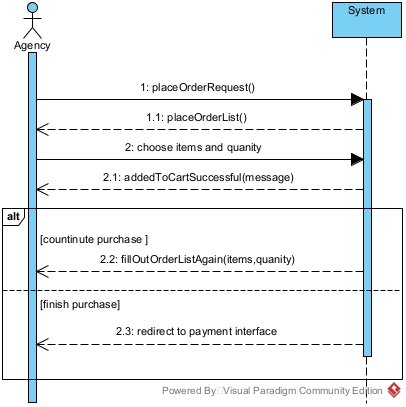 System
Agency
1: placeOrderRequest()
1.1: placeOrderList()
2: choose items and quanity
2.1: addedToCartSuccessful(message)
alt
[countinute purchase ]
2.2: fillOutOrderListAgain(items,quanity)
[finish purchase]
2.3: redirect to payment interface
Powered By Visual Paradigm Community Edition